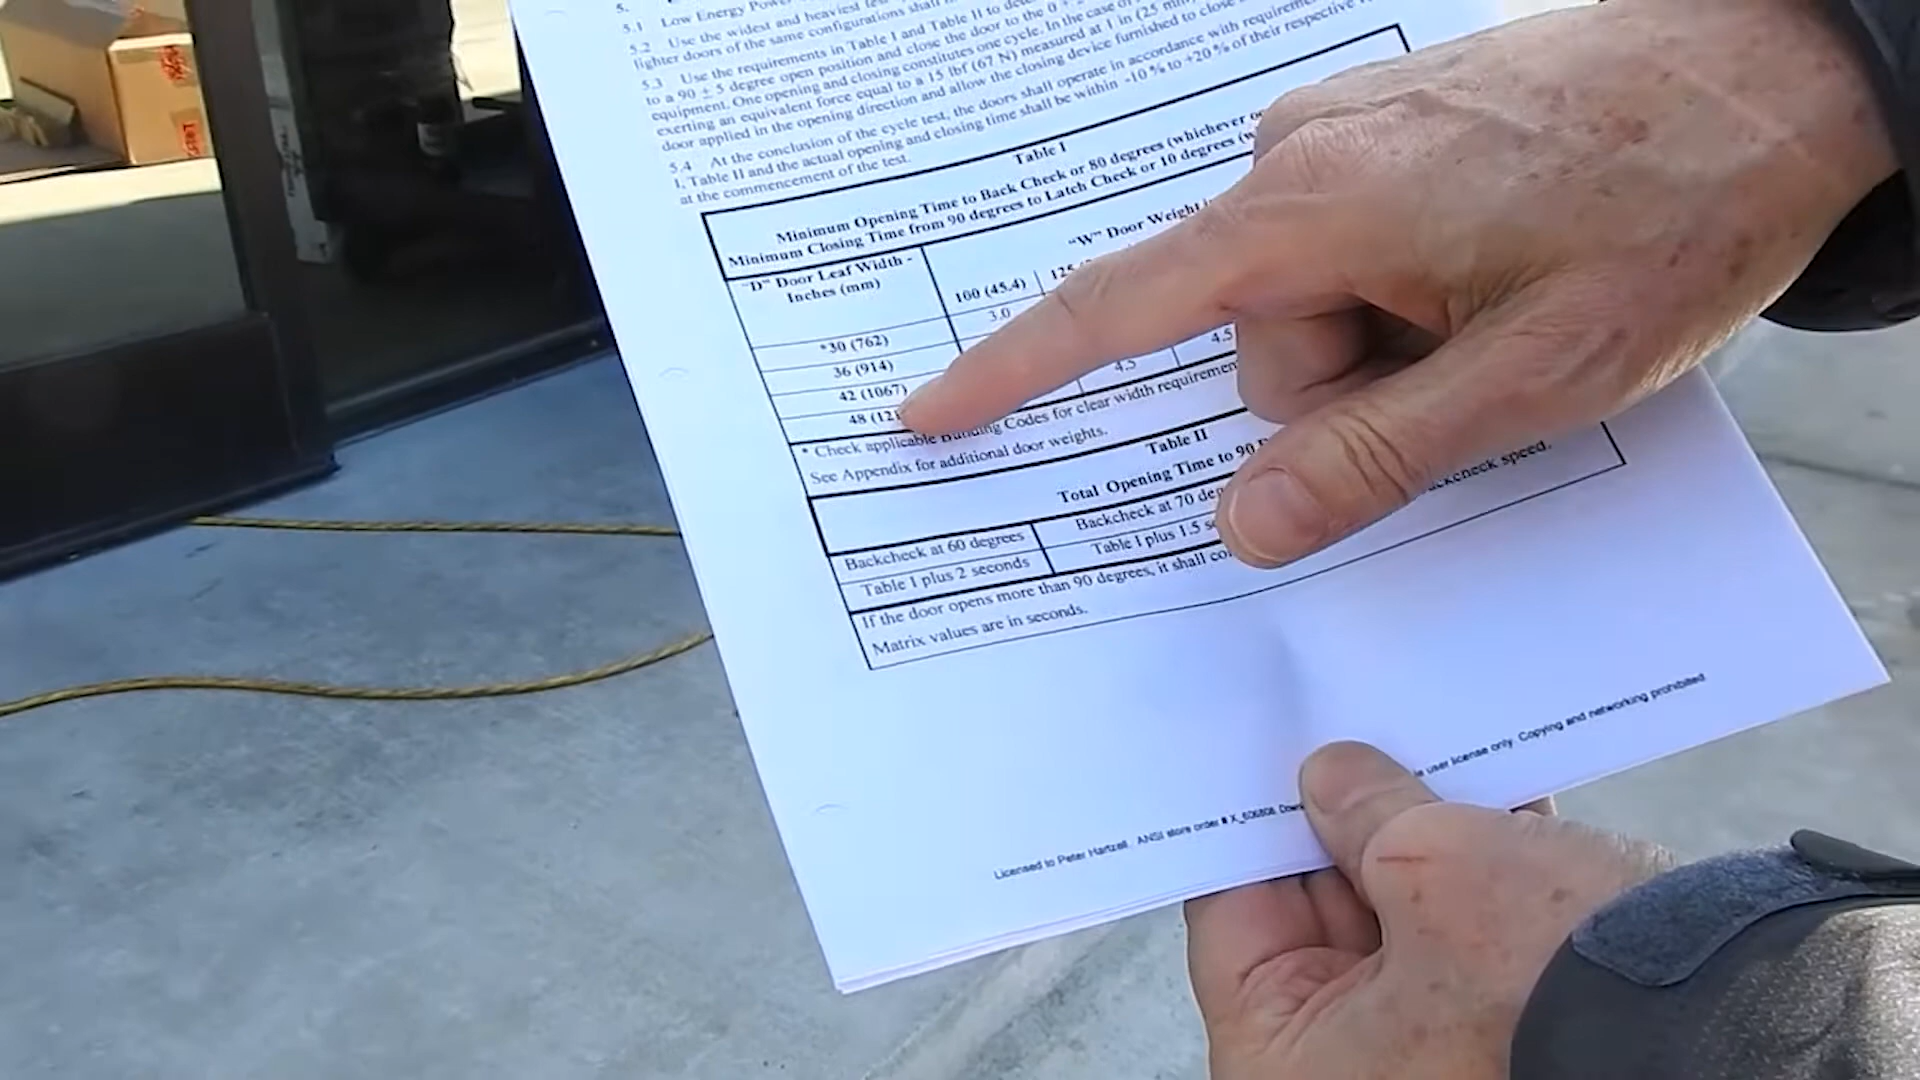 5.
5.1 Low Energy Power
5.2 Use the widest and heaviest
lighter doors of the same configurations shall
5.3 Use the requirements in Table I and Table II to
to a 90 ± 5 degree open position and close the door to the 0
equipment. One opening and closing constitutes one cycle. In the case of
exerting an equivalent force equal to a 15 lbf (67 N) measured at 1 in (25
door applied in the opening direction and allow the closing device furnished to close
5.4 At the conclusion of the cycle test, the doors shall operate in accordance with
I, Table II and the actual opening and closing time shall be within -10 % to +20 % of their respective
at the commencement of the test.
Table I
Minimum Opening Time to Back Check or 80 degrees (whichever
Minimum Closing Time from 90 degrees to Latch Check or 10 degrees
"D" Door Leaf Width -
Inches (mm)
"W" Door Weight
100 (45.4) 125
*30 (762) 3.0
36 (914)
42 (1067) 4.5
48 4.5
* Check applicable Building Codes for clear width
See Appendix for additional door weights.
Table II
Total Opening Time to 90
Backcheck at 60 degrees Backcheck at 70
Table I plus 2 seconds Table I plus 1.5
If the door opens more than 90 degrees, it shall backcheck speed.
Matrix values are in seconds.
Licensed to Peter Hartzell. ANSI store order # X_606808. user license only. Copying and networking prohibited